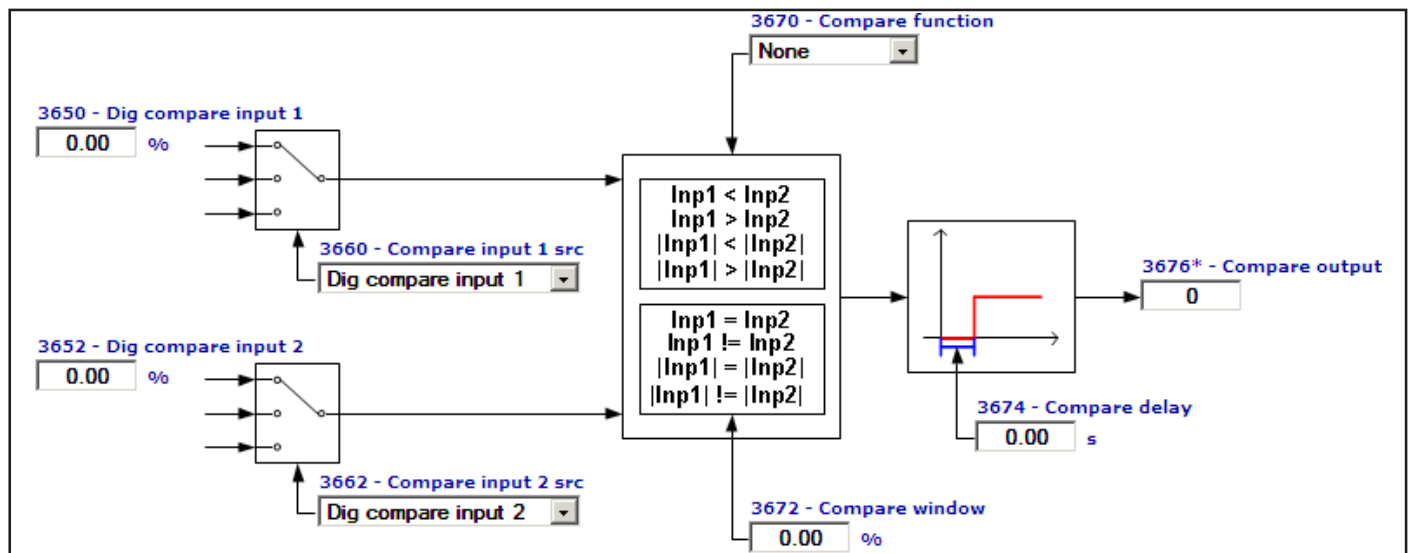 3670 - Compare function
None
3650 - Dig compare input 1
0.00 %
3660 - Compare input 1 src
Dig compare input 1
Inp1 < Inp2
Inp1 > Inp2
|Inp1| < |Inp2|
|Inp1| > |Inp2|
3676* - Compare output
0
3652 - Dig compare input 2
0.00 %
Inp1 = Inp2
Inp1 != Inp2
|Inp1| = |Inp2|
|Inp1| != |Inp2|
3674 - Compare delay
0.00 s
3662 - Compare input 2 src
Dig compare input 2
3672 - Compare window
0.00 %